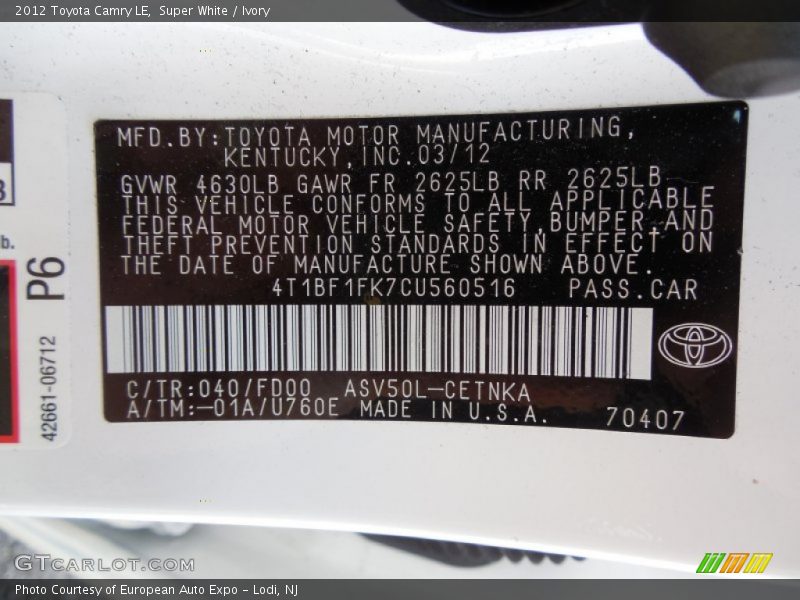 2012 Toyota Camry LE, Super White / Ivory
MFD.BY:TOYOTA MOTOR MANUFACTURING,
KENTUCKY,INC.03/12
GVWR 4630LB GAWR FR 2625LB RR 2625LB
THIS VEHICLE CONFORMS TO ALL APPLICABLE
FEDERAL MOTOR VEHICLE SAFETY,BUMPER,AND
THEFT PREVENTION STANDARDS IN EFFECT ON
THE DATE OF MANUFACTURE SHOWN ABOVE.
4T1BF1FK7CU560516 PASS.CAR
C/TR:040/FD00 ASV50L-CETNKA
A/TM:-01A/U760E MADE IN U.S.A. 70407
lb.
P6
42661-06712
GTCarLot.com
Photo Courtesy of European Auto Expo - Lodi, NJ